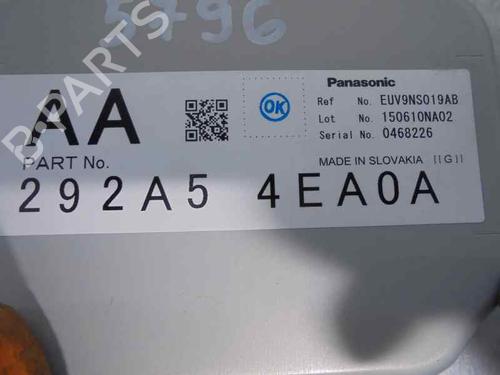 5796
B-Parts
AA
OK
Panasonic
Ref No. EUV9NS019AB
Lot No. 150610NA02
Serial No. 0468226
PART No.
MADE IN SLOVAKIA [[G]]
292A5 4EA0A